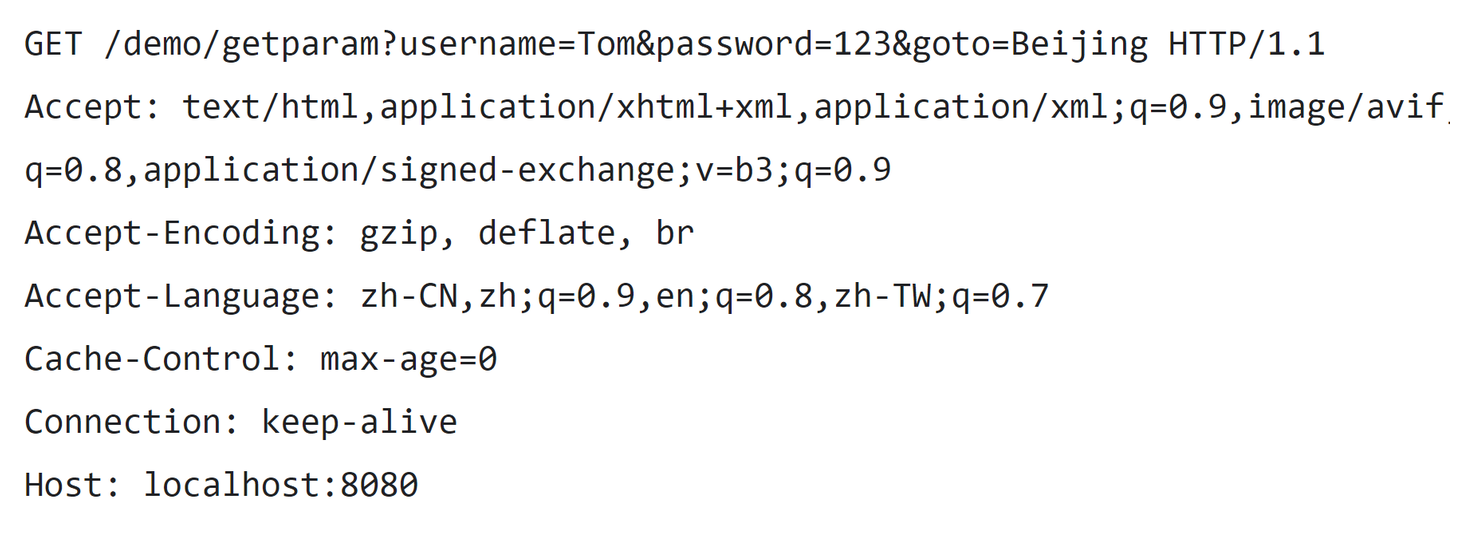 GET /demo/getparam?username=Tom&password=123&goto=Beijing HTTP/1.1
Accept: text/html,application/xhtml+xml,application/xml;q=0.9,image/avif,
q=0.8,application/signed-exchange;v=b3;q=0.9
Accept-Encoding: gzip, deflate, br
Accept-Language: zh-CN,zh;q=0.9,en;q=0.8,zh-TW;q=0.7
Cache-Control: max-age=0
Connection: keep-alive
Host: localhost:8080